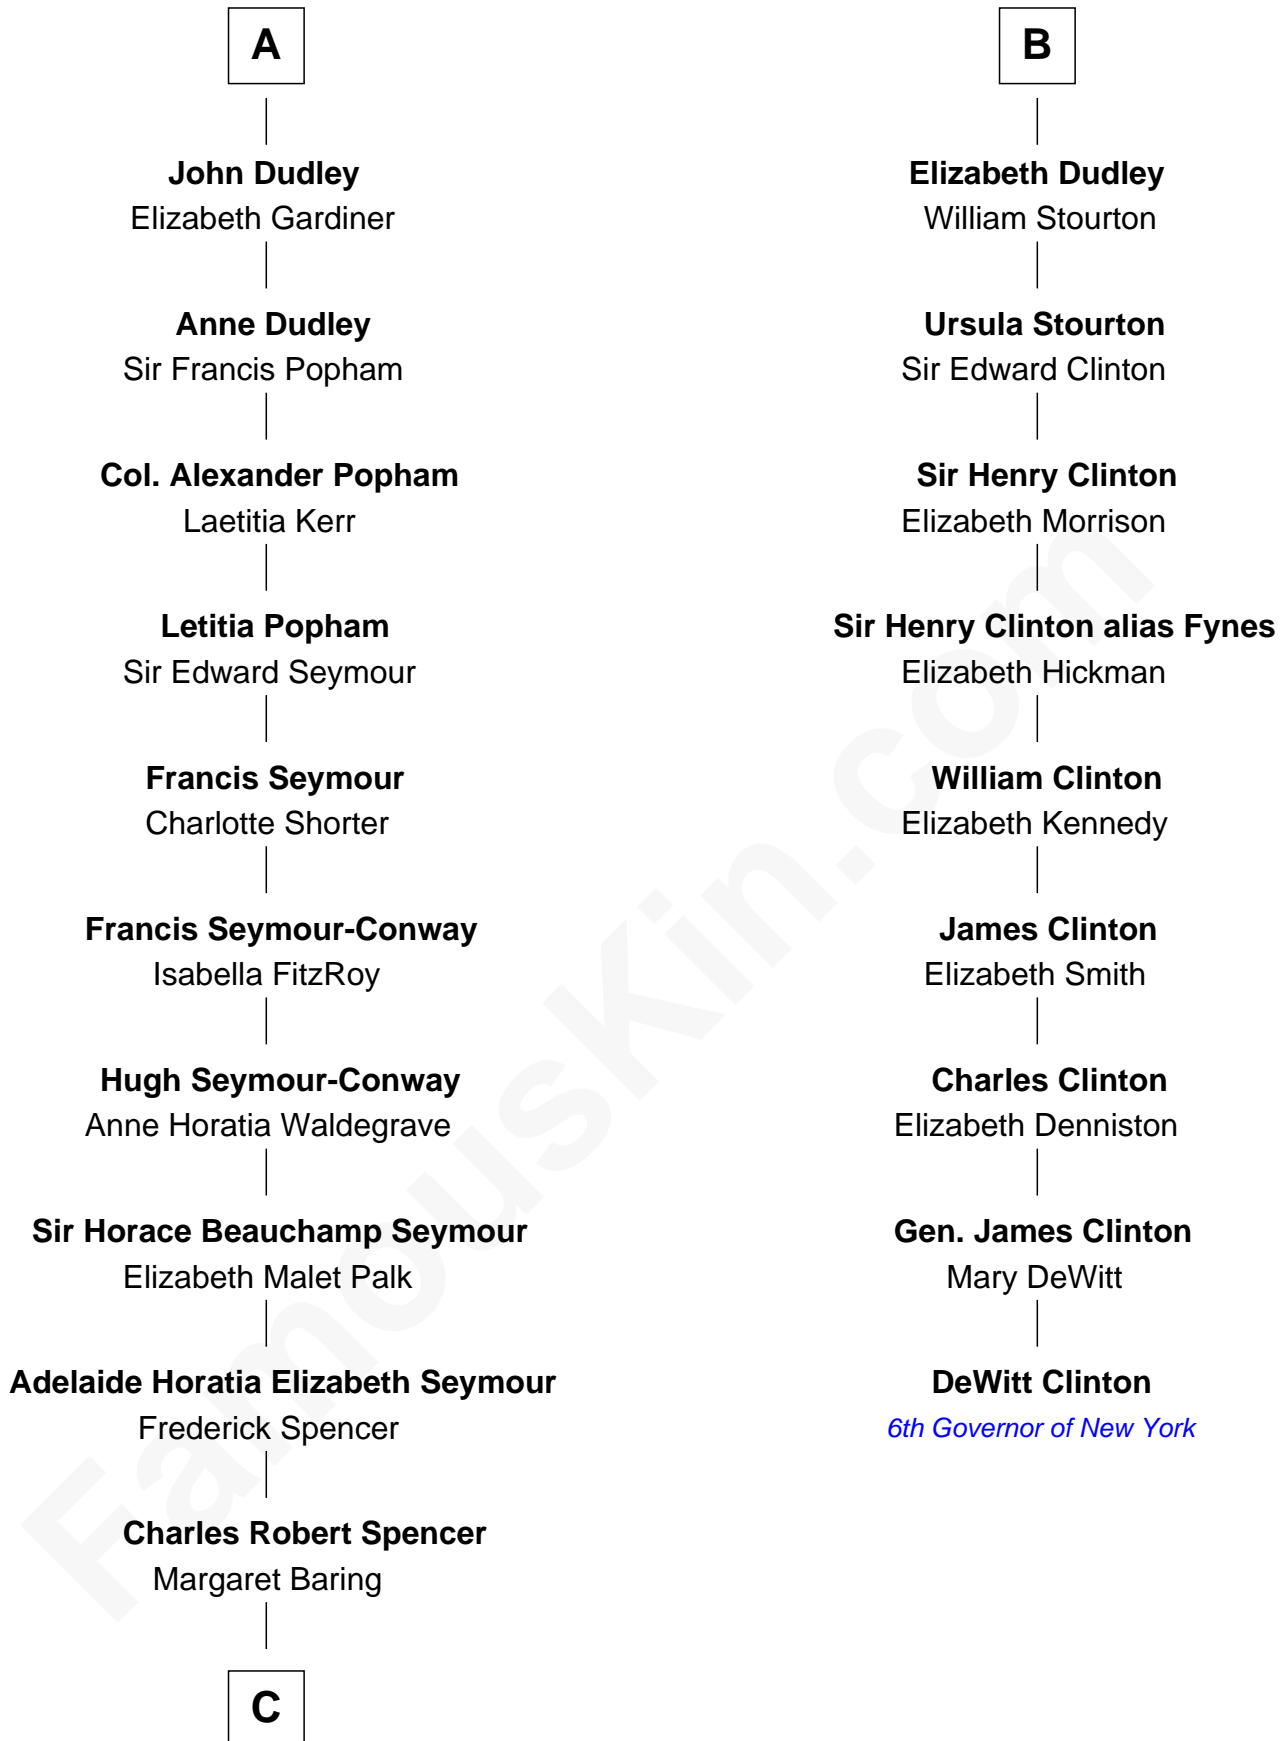 A
John Dudley
Elizabeth Gardiner
Anne Dudley
Sir Francis Popham
Col. Alexander Popham
Laetitia Kerr
Letitia Popham
Sir Edward Seymour
Francis Seymour
Charlotte Shorter
Francis Seymour-Conway
Isabella FitzRoy
Hugh Seymour-Conway
Anne Horatia Waldegrave
Sir Horace Beauchamp Seymour
Elizabeth Malet Palk
Adelaide Horatia Elizabeth Seymour
Frederick Spencer
Charles Robert Spencer
Margaret Baring
C
B
Elizabeth Dudley
William Stourton
Ursula Stourton
Sir Edward Clinton
Sir Henry Clinton
Elizabeth Morrison
Sir Henry Clinton alias Fynes
Elizabeth Hickman
William Clinton
Elizabeth Kennedy
James Clinton
Elizabeth Smith
Charles Clinton
Elizabeth Denniston
Gen. James Clinton
Mary DeWitt
DeWitt Clinton
6th Governor of New York
FamousKin.com